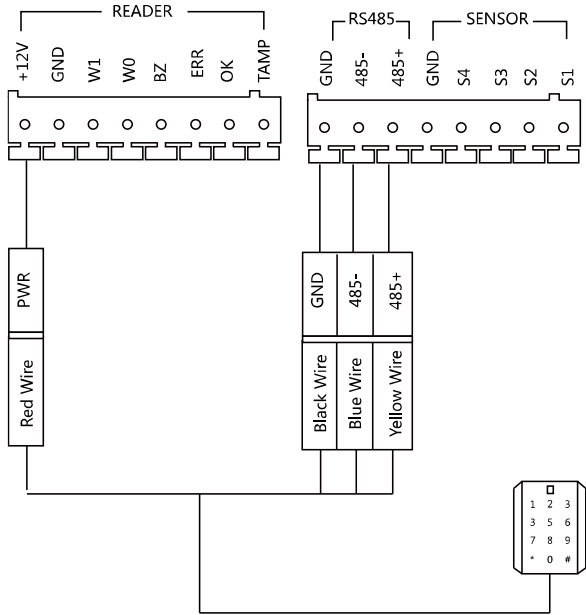 READER
RS485
SENSOR
+12V
GND
W1
W0
BZ
ERR
OK
TAMP
GND
485-
485+
GND
S4
S3
S2
S1
PWR
GND
485-
485+
Red Wire
Black Wire
Blue Wire
Yellow Wire
1 2 3
3 5 6
7 8 9
* 0 #